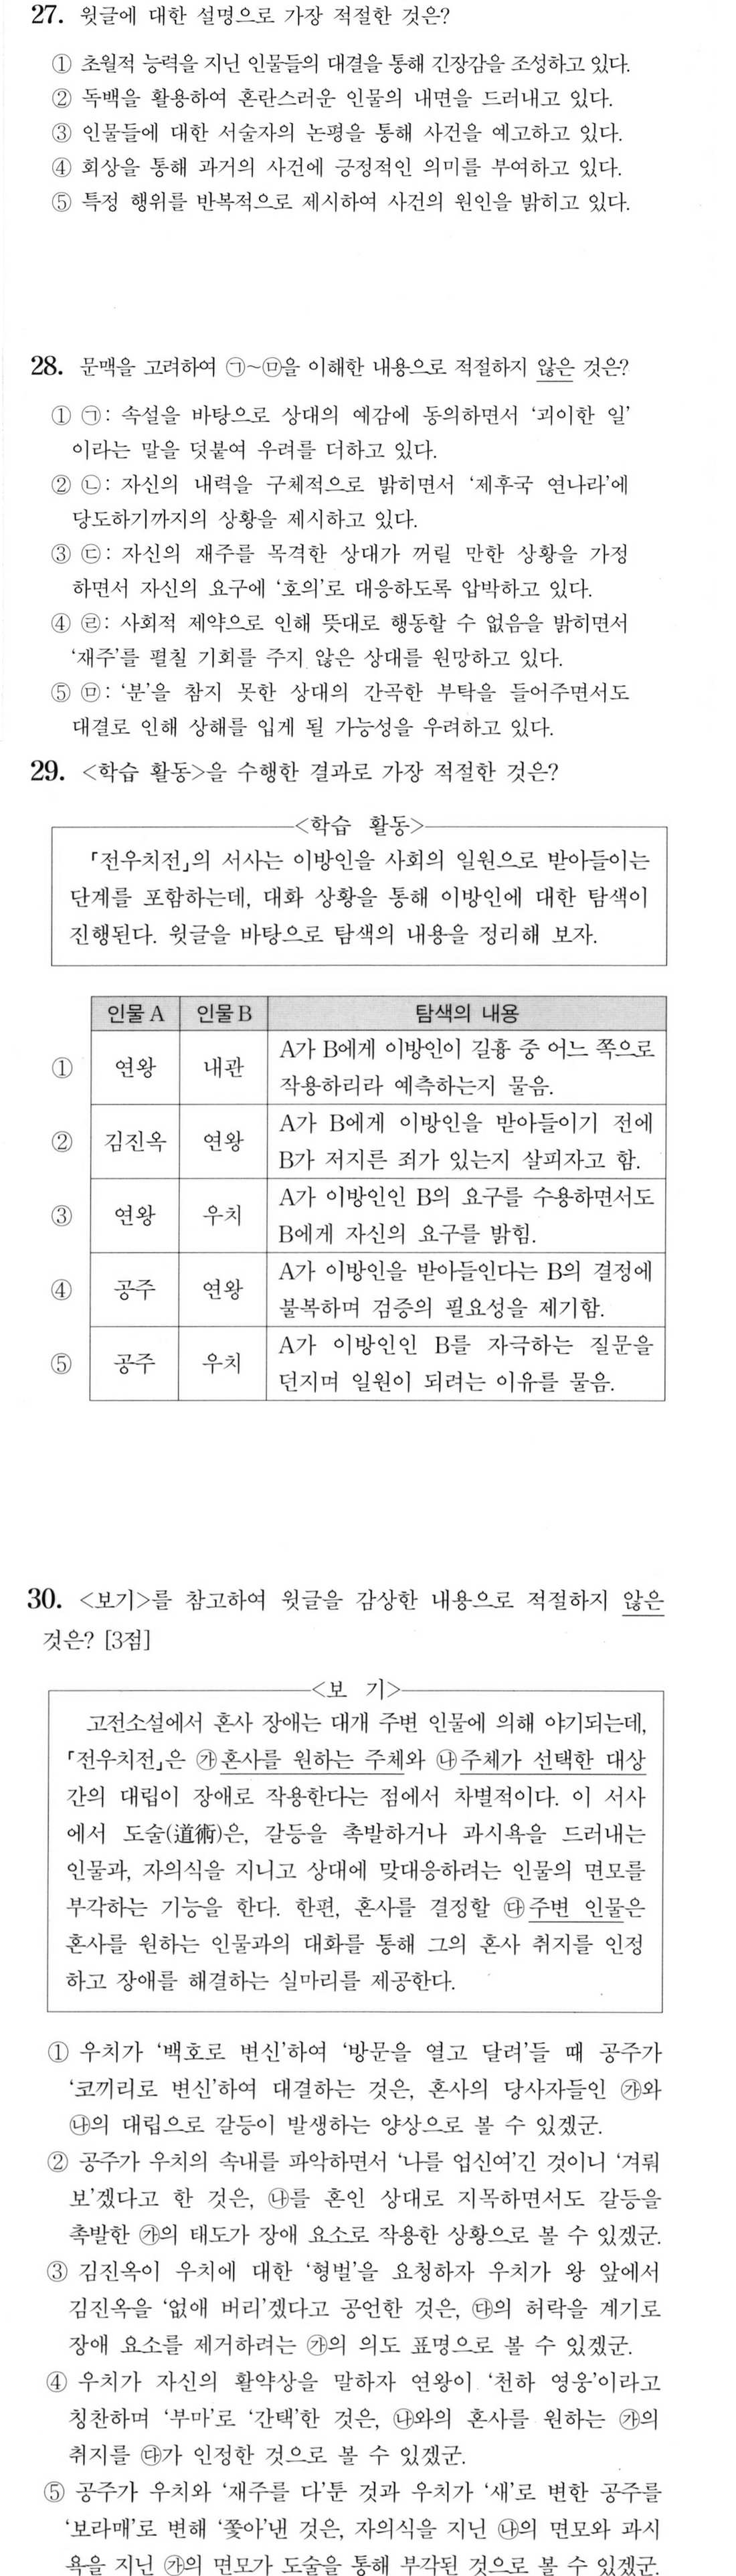 27. 윗글에 대한 설명으로 가장 적절한 것은?
① 초월적 능력을 지닌 인물들의 대결을 통해 긴장감을 조성하고 있다.
② 독백을 활용하여 혼란스러운 인물의 내면을 드러내고 있다.
③ 인물들에 대한 서술자의 논평을 통해 사건을 예고하고 있다.
④ 회상을 통해 과거의 사건에 긍정적인 의미를 부여하고 있다.
⑤ 특정 행위를 반복적으로 제시하여 사건의 원인을 밝히고 있다.
28. 문맥을 고려하여 ㉠~㉤을 이해한 내용으로 적절하지 않은 것은?
① ㉠: 속설을 바탕으로 상대의 예감에 동의하면서 ‘괴이한 일’
이라는 말을 덧붙여 우려를 더하고 있다.
② ㉡: 자신의 내력을 구체적으로 밝히면서 ‘제후국 연나라’에
당도하기까지의 상황을 제시하고 있다.
③ ㉢: 자신의 재주를 목격한 상대가 꺼릴 만한 상황을 가정
하면서 자신의 요구에 ‘호의’로 대응하도록 압박하고 있다.
④ ㉣: 사회적 제약으로 인해 뜻대로 행동할 수 없음을 밝히면서
‘재주’를 펼칠 기회를 주지 않은 상대를 원망하고 있다.
⑤ ㉤: ‘분’을 참지 못한 상대의 간곡한 부탁을 들어주면서도
대결로 인해 상해를 입게 될 가능성을 우려하고 있다.
29. <학습 활동>을 수행한 결과로 가장 적절한 것은?
<학습 활동>
「전우치전」의 서사는 이방인을 사회의 일원으로 받아들이는
단계를 포함하는데, 대화 상황을 통해 이방인에 대한 탐색이
진행된다. 윗글을 바탕으로 탐색의 내용을 정리해 보자.
인물 A 인물 B 탐색의 내용
① 연왕 내관 A가 B에게 이방인이 길흉 중 어느 쪽으로
작용하리라 예측하는지 물음.
② 김진옥 연왕 A가 B에게 이방인을 받아들이기 전에
B가 저지른 죄가 있는지 살피자고 함.
③ 연왕 우치 A가 이방인인 B의 요구를 수용하면서도
B에게 자신의 요구를 밝힘.
④ 공주 연왕 A가 이방인을 받아들인다는 B의 결정에
불복하며 검증의 필요성을 제기함.
⑤ 공주 우치 A가 이방인인 B를 자극하는 질문을
던지며 일원이 되려는 이유를 물음.
30. <보기>를 참고하여 윗글을 감상한 내용으로 적절하지 않은
것은? [3점]
<보 기>
고전소설에서 혼사 장애는 대개 주변 인물에 의해 야기되는데,
「전우치전」은 ㉮혼사를 원하는 주체와 ㉯주체가 선택한 대상
간의 대립이 장애로 작용한다는 점에서 차별적이다. 이 서사
에서 도술(道術)은, 갈등을 촉발하거나 과시욕을 드러내는
인물과, 자의식을 지니고 상대에 맞대응하려는 인물의 면모를
부각하는 기능을 한다. 한편, 혼사를 결정할 ㉰주변 인물은
혼사를 원하는 인물과의 대화를 통해 그의 혼사 취지를 인정
하고 장애를 해결하는 실마리를 제공한다.
① 우치가 ‘백호로 변신’하여 ‘방문을 열고 달려’들 때 공주가
‘코끼리로 변신’하여 대결하는 것은, 혼사의 당사자들인 ㉮와
㉯의 대립으로 갈등이 발생하는 양상으로 볼 수 있겠군.
② 공주가 우치의 속내를 파악하면서 ‘나를 업신여’긴 것이니 ‘겨뤄
보’겠다고 한 것은, ㉯를 혼인 상대로 지목하면서도 갈등을
촉발한 ㉮의 태도가 장애 요소로 작용한 상황으로 볼 수 있겠군.
③ 김진옥이 우치에 대한 ‘형벌’을 요청하자 우치가 왕 앞에서
김진옥을 ‘없애 버리’겠다고 공언한 것은, ㉰의 허락을 계기로
장애 요소를 제거하려는 ㉮의 의도 표명으로 볼 수 있겠군.
④ 우치가 자신의 활약상을 말하자 연왕이 ‘천하 영웅’이라고
칭찬하며 ‘부마’로 ‘간택’한 것은, ㉯와의 혼사를 원하는 ㉮의
취지를 ㉰가 인정한 것으로 볼 수 있겠군.
⑤ 공주가 우치와 ‘재주를 다’툰 것과 우치가 ‘새’로 변한 공주를
‘보라매’로 변해 ‘쫓아’낸 것은, 자의식을 지닌 ㉯의 면모와 과시
욕을 지닌 ㉮의 면모가 도술을 통해 부각된 것으로 볼 수 있겠군.